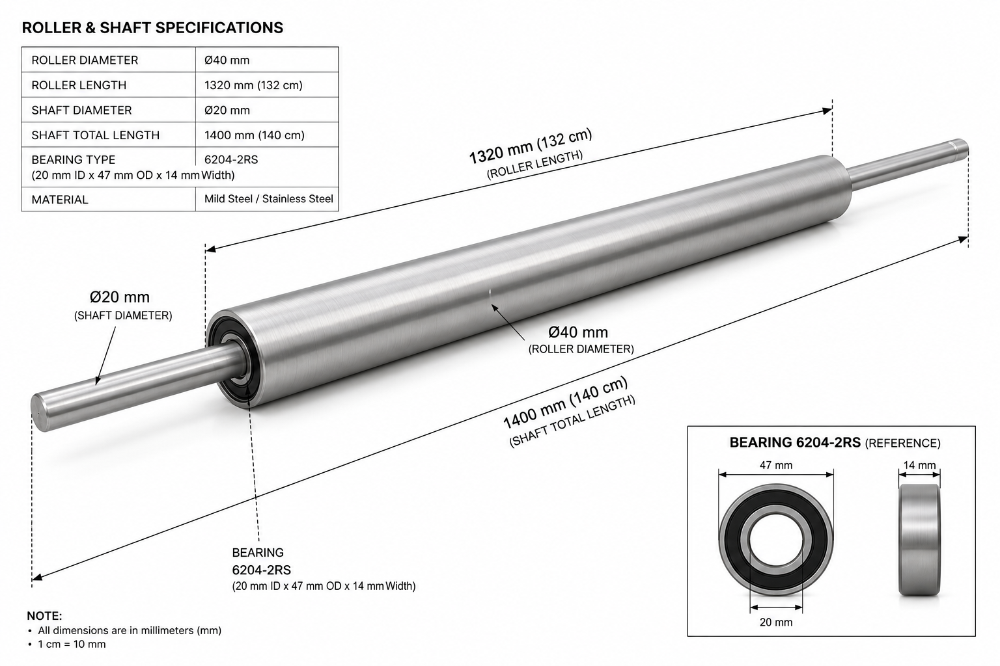 ROLLER & SHAFT SPECIFICATIONS
ROLLER DIAMETER Ø40 mm
ROLLER LENGTH 1320 mm (132 cm)
SHAFT DIAMETER Ø20 mm
SHAFT TOTAL LENGTH 1400 mm (140 cm)
BEARING TYPE 6204-2RS
(20 mm ID x 47 mm OD x 14 mm Width)
MATERIAL Mild Steel / Stainless Steel
1320 mm (132 cm)
(ROLLER LENGTH)
Ø20 mm
(SHAFT DIAMETER)
Ø40 mm
(ROLLER DIAMETER)
1400 mm (140 cm)
(SHAFT TOTAL LENGTH)
BEARING
6204-2RS
(20 mm ID x 47 mm OD x 14 mm Width)
BEARING 6204-2RS (REFERENCE)
47 mm
14 mm
20 mm
NOTE:
• All dimensions are in millimeters (mm)
• 1 cm = 10 mm